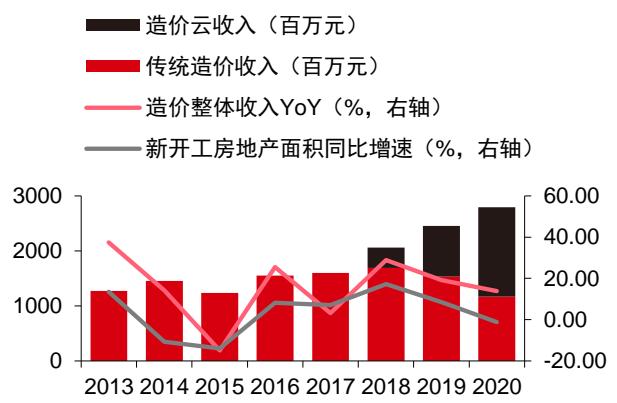 造价云收入（百万元）
传统造价收入（百万元）
造价整体收入YoY（%，右轴）
新开工房地产面积同比增速（%，右轴）
3000 60.00
40.00
2000
20.00
1000 0.00
0 -20.00
2013 2014 2015 2016 2017 2018 2019 2020